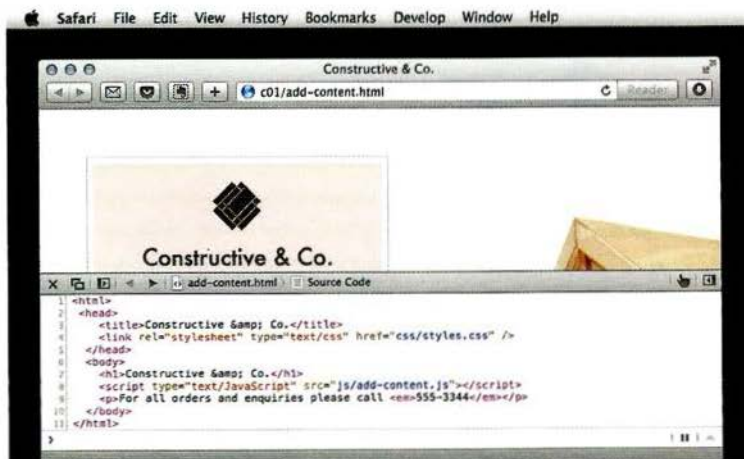 Safari File Edit View History Bookmarks Develop Window Help
Constructive & Co.
c01/add-content.html
Reader
Constructive & Co.
add-content.html Source Code
1 <html>
2 <head>
3 <title>Constructive &amp; Co.</title>
4 <link rel="stylesheet" type="text/css" href="css/styles.css" />
5 </head>
6 <body>
7 <h1>Constructive &amp; Co.</h1>
8 <script type="text/JavaScript" src="js/add-content.js"></script>
9 <p>For all orders and enquiries please call <em>555-3344</em></p>
10 </body>
11 </html>